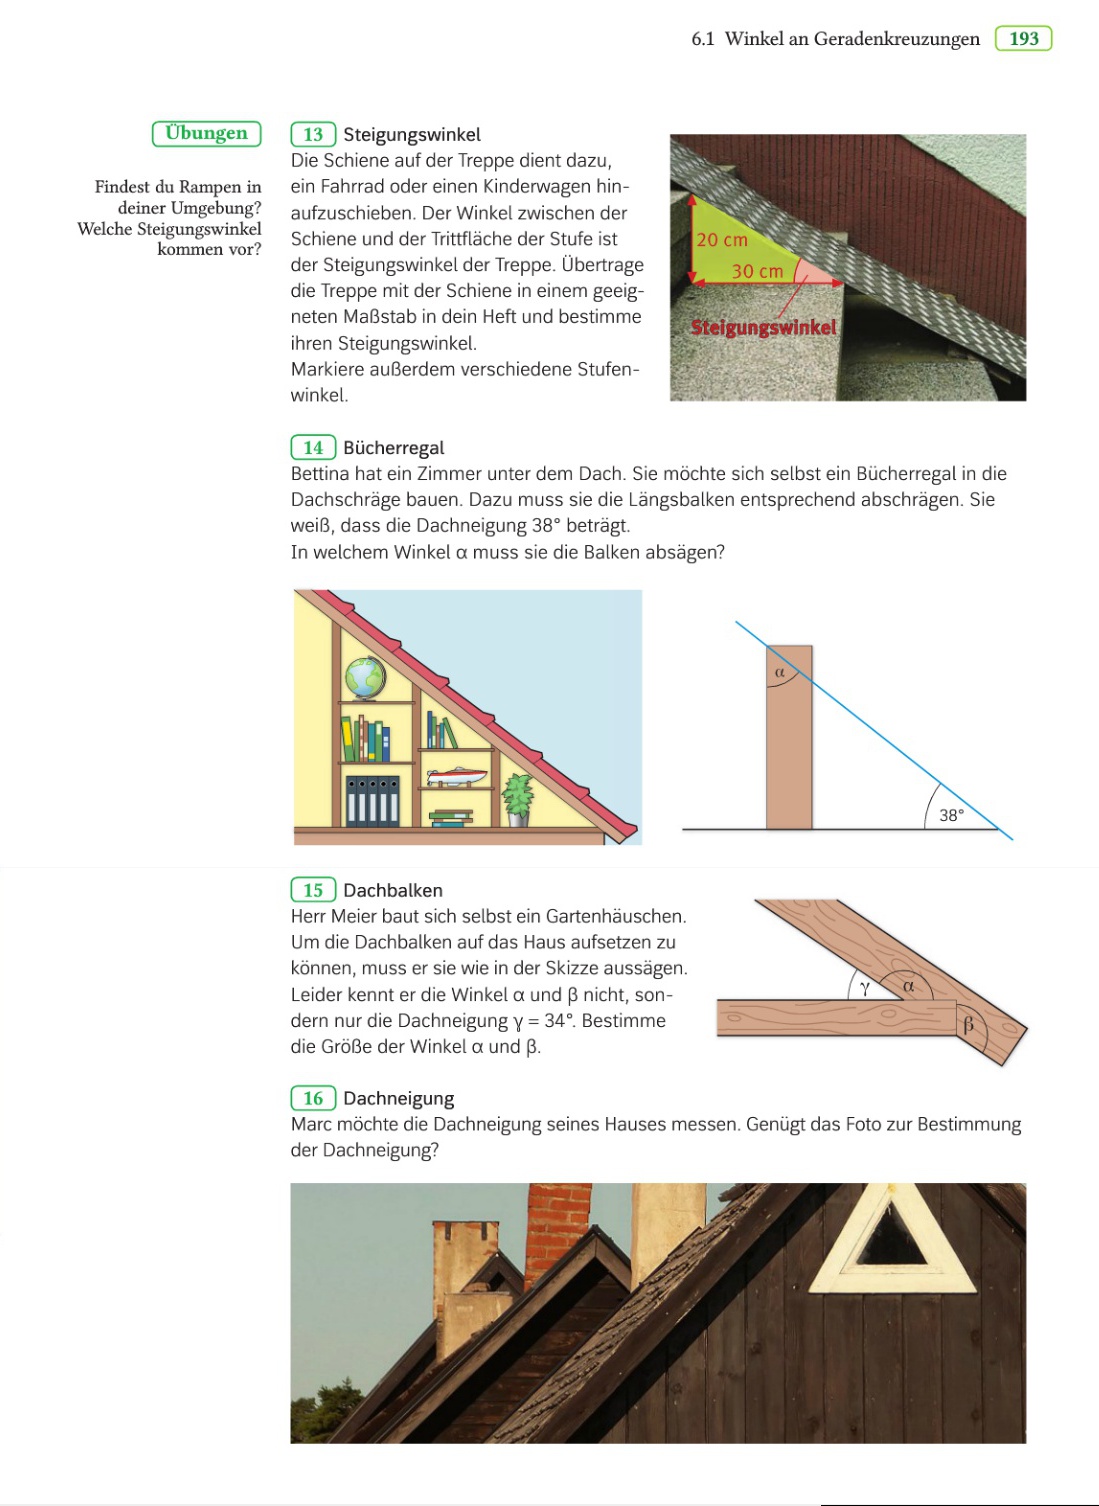 6.1 Winkel an Geradenkreuzungen 193
Übungen
Findest du Rampen in
deiner Umgebung?
Welche Steigungswinkel
kommen vor?
13 Steigungswinkel
Die Schiene auf der Treppe dient dazu,
ein Fahrrad oder einen Kinderwagen hin-
aufzuschieben. Der Winkel zwischen der
Schiene und der Trittfläche der Stufe ist
der Steigungswinkel der Treppe. Übertrage
die Treppe mit der Schiene in einem geeig-
neten Maßstab in dein Heft und bestimme
ihren Steigungswinkel.
Markiere außerdem verschiedene Stufen-
winkel.
20 cm
30 cm
Steigungswinkel
14 Bücherregal
Bettina hat ein Zimmer unter dem Dach. Sie möchte sich selbst ein Bücherregal in die
Dachschräge bauen. Dazu muss sie die Längsbalken entsprechend abschrägen. Sie
weiß, dass die Dachneigung 38° beträgt.
In welchem Winkel α muss sie die Balken absägen?
α
38°
15 Dachbalken
Herr Meier baut sich selbst ein Gartenhäuschen.
Um die Dachbalken auf das Haus aufsetzen zu
können, muss er sie wie in der Skizze aussägen.
Leider kennt er die Winkel α und β nicht, son-
dern nur die Dachneigung γ = 34°. Bestimme
die Größe der Winkel α und β.
γ α
β
16 Dachneigung
Marc möchte die Dachneigung seines Hauses messen. Genügt das Foto zur Bestimmung
der Dachneigung?